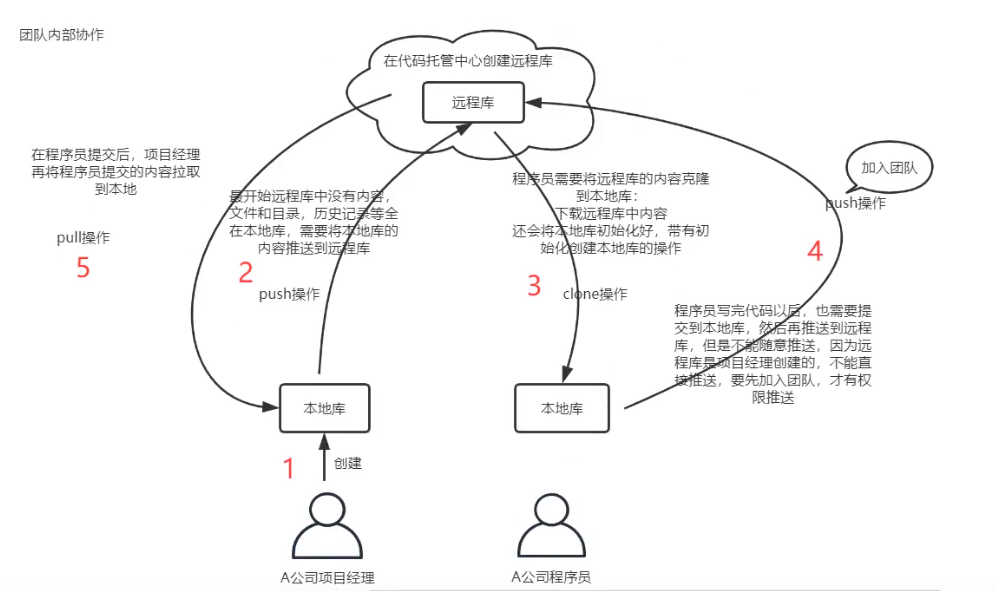 团队内部协作
在代码托管中心创建远程库
远程库
在程序员提交后，项目经理
再将程序员提交的内容拉取
到本地
pull操作
5
最开始远程库中没有内容，
文件和目录，历史记录等全
在本地库，需要将本地库的
内容推送到远程库
2
push操作
程序员需要将远程库的内容克隆
到本地库：
下载远程库中内容
还会将本地库初始化好，带有初
始化创建本地库的操作
3
clone操作
加入团队
push操作
4
程序员写完代码以后，也需要提
交到本地库，然后再推送到远程
库，但是不能随意推送，因为远
程库是项目经理创建的，不能直
接推送，要先加入团队，才有权
限推送
本地库
本地库
1
创建
A公司项目经理
A公司程序员